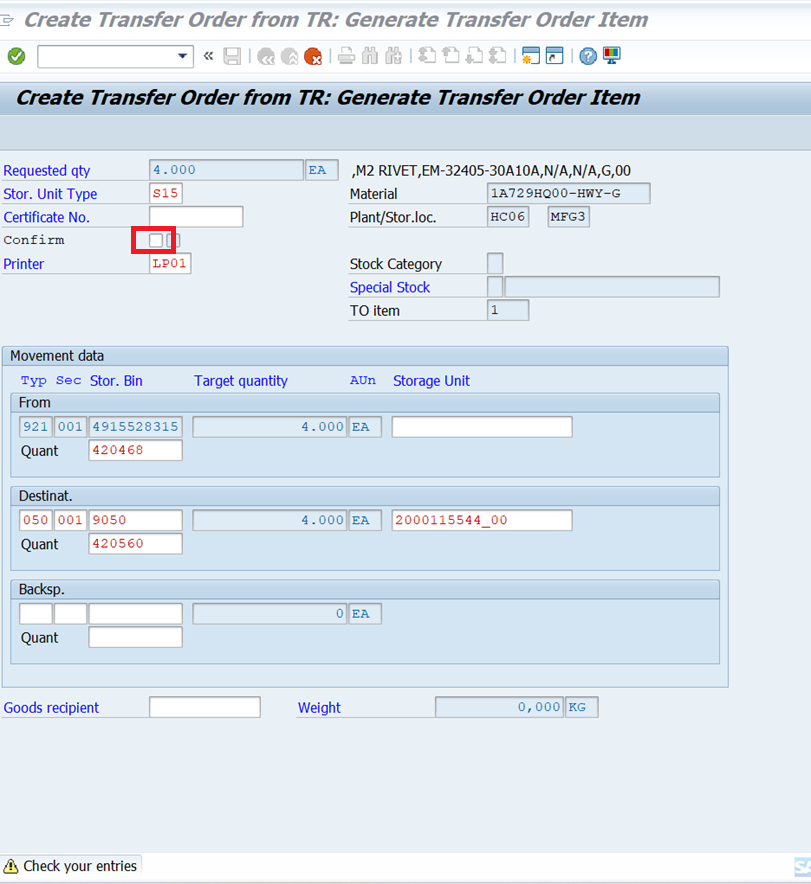 Create Transfer Order from TR: Generate Transfer Order Item
Create Transfer Order from TR: Generate Transfer Order Item
Requested qty 4.000 EA ,M2 RIVET,EM-32405-30A10A,N/A,N/A,G,00
Stor. Unit Type S15 Material 1A729HQ00-HWY-G
Certificate No. Plant/Stor.loc. HC06 MFG3
Confirm
Printer LP01 Stock Category
Special Stock
TO item 1
Movement data
Typ Sec Stor. Bin Target quantity AUn Storage Unit
From
921 001 4915528315 4.000 EA
Quant 420468
Destinat.
050 001 9050 4.000 EA 2000115544_00
Quant 420560
Backsp.
0 EA
Quant
Goods recipient Weight 0,000 KG
Check your entries